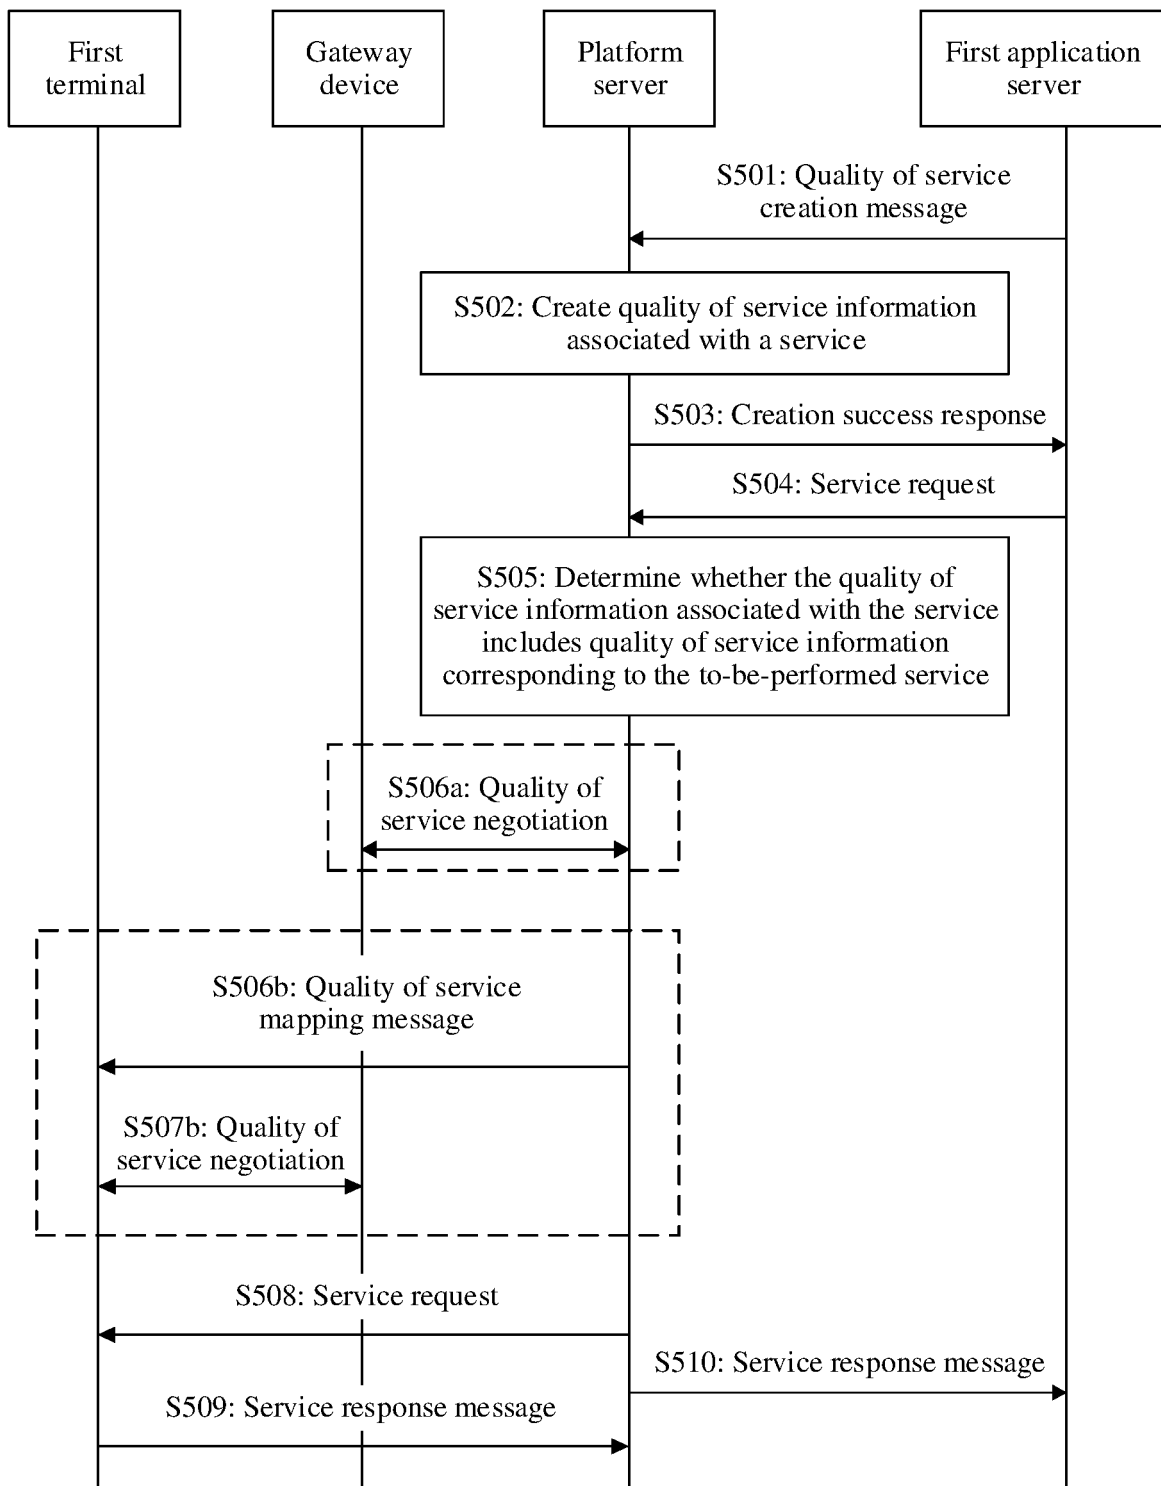 First
terminal
Gateway
device
Platform
server
First application
server
S501: Quality of service
creation message
S502: Create quality of service information
associated with a service
S503: Creation success response
S504: Service request
S505: Determine whether the quality of
service information associated with the service
includes quality of service information
corresponding to the to-be-performed service
S506a: Quality of
service negotiation
S506b: Quality of service
mapping message
S507b: Quality of
service negotiation
S508: Service request
S510: Service response message
S509: Service response message